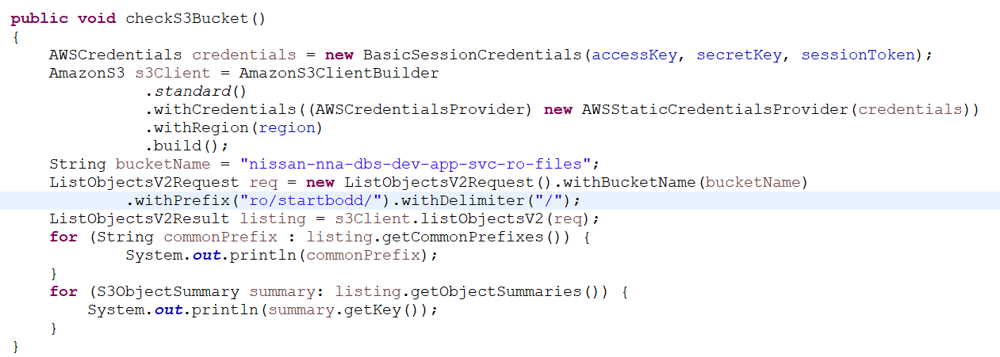 public void checkS3Bucket()
{
AWSCredentials credentials = new BasicSessionCredentials(accessKey, secretKey, sessionToken);
AmazonS3 s3Client = AmazonS3ClientBuilder
.standard()
.withCredentials((AWSCredentialsProvider) new AWSStaticCredentialsProvider(credentials))
.withRegion(region)
.build();
String bucketName = "nissan-nna-dbs-dev-app-svc-ro-files";
ListObjectsV2Request req = new ListObjectsV2Request().withBucketName(bucketName)
.withPrefix("ro/startbodd/").withDelimiter("/");
ListObjectsV2Result listing = s3Client.listObjectsV2(req);
for (String commonPrefix : listing.getCommonPrefixes()) {
System.out.println(commonPrefix);
}
for (S3ObjectSummary summary: listing.getObjectSummaries()) {
System.out.println(summary.getKey());
}
}